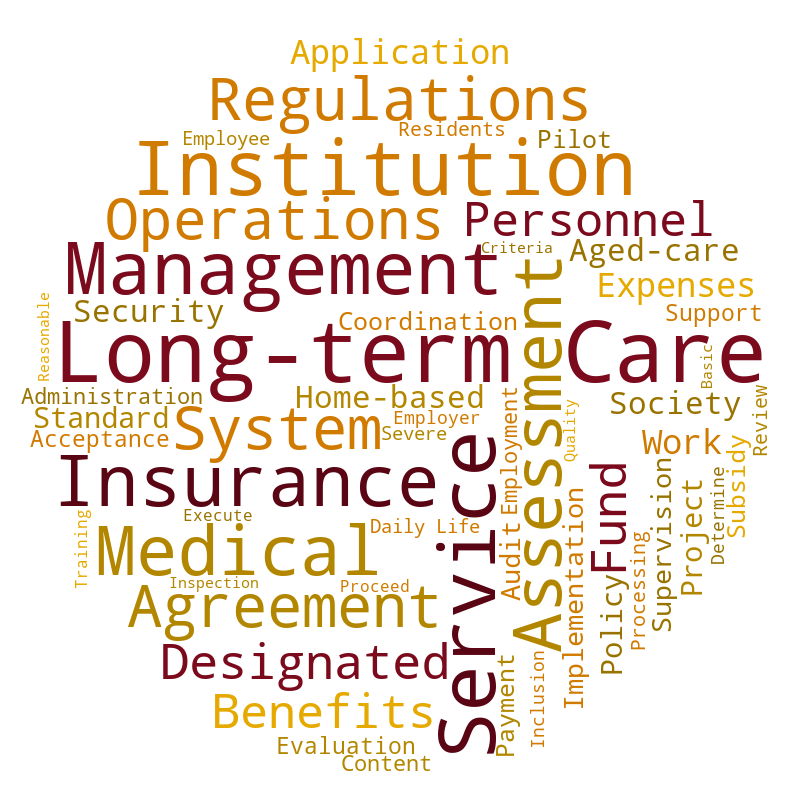 Application
Regulations
Employee
Residents
Pilot
Institution
Operations
Personnel
Criteria
Aged-care
Management
Expenses
Reasonable
Security
Coordination
Support
Long-term Care
Assessment
Basic
Administration
Home-based
Society
Standard
Employer
Review
Acceptance
System
Severe
Employment
Quality
Work
Insurance
Service
Fund
Subsidy
Supervision
Project
Determine
Training
Execute
Daily Life
Audit
Implementation
Processing
Medical
Inspection
Proceed
Policy
Agreement
Designated
Payment
Inclusion
Benefits
Evaluation
Content